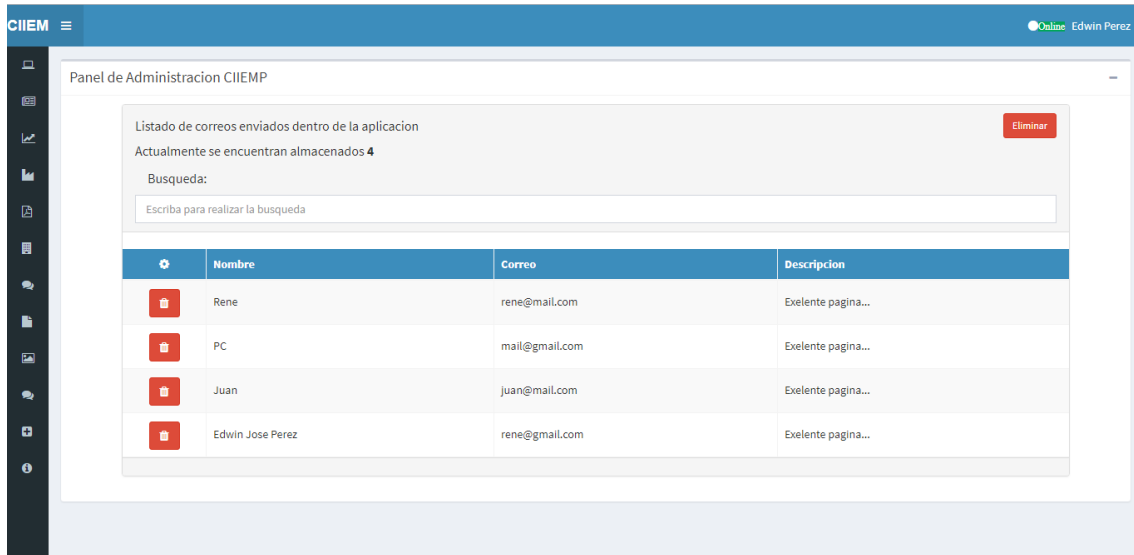 CIIEM
Online Edwin Perez
Panel de Administracion CIIEMP
Listado de correos enviados dentro de la aplicacion
Eliminar
Actualmente se encuentran almacenados 4
Busqueda:
Escriba para realizar la busqueda
Nombre Correo Descripcion
Rene rene@mail.com Exelente pagina...
PC mail@gmail.com Exelente pagina...
Juan juan@mail.com Exelente pagina...
Edwin Jose Perez rene@gmail.com Exelente pagina...